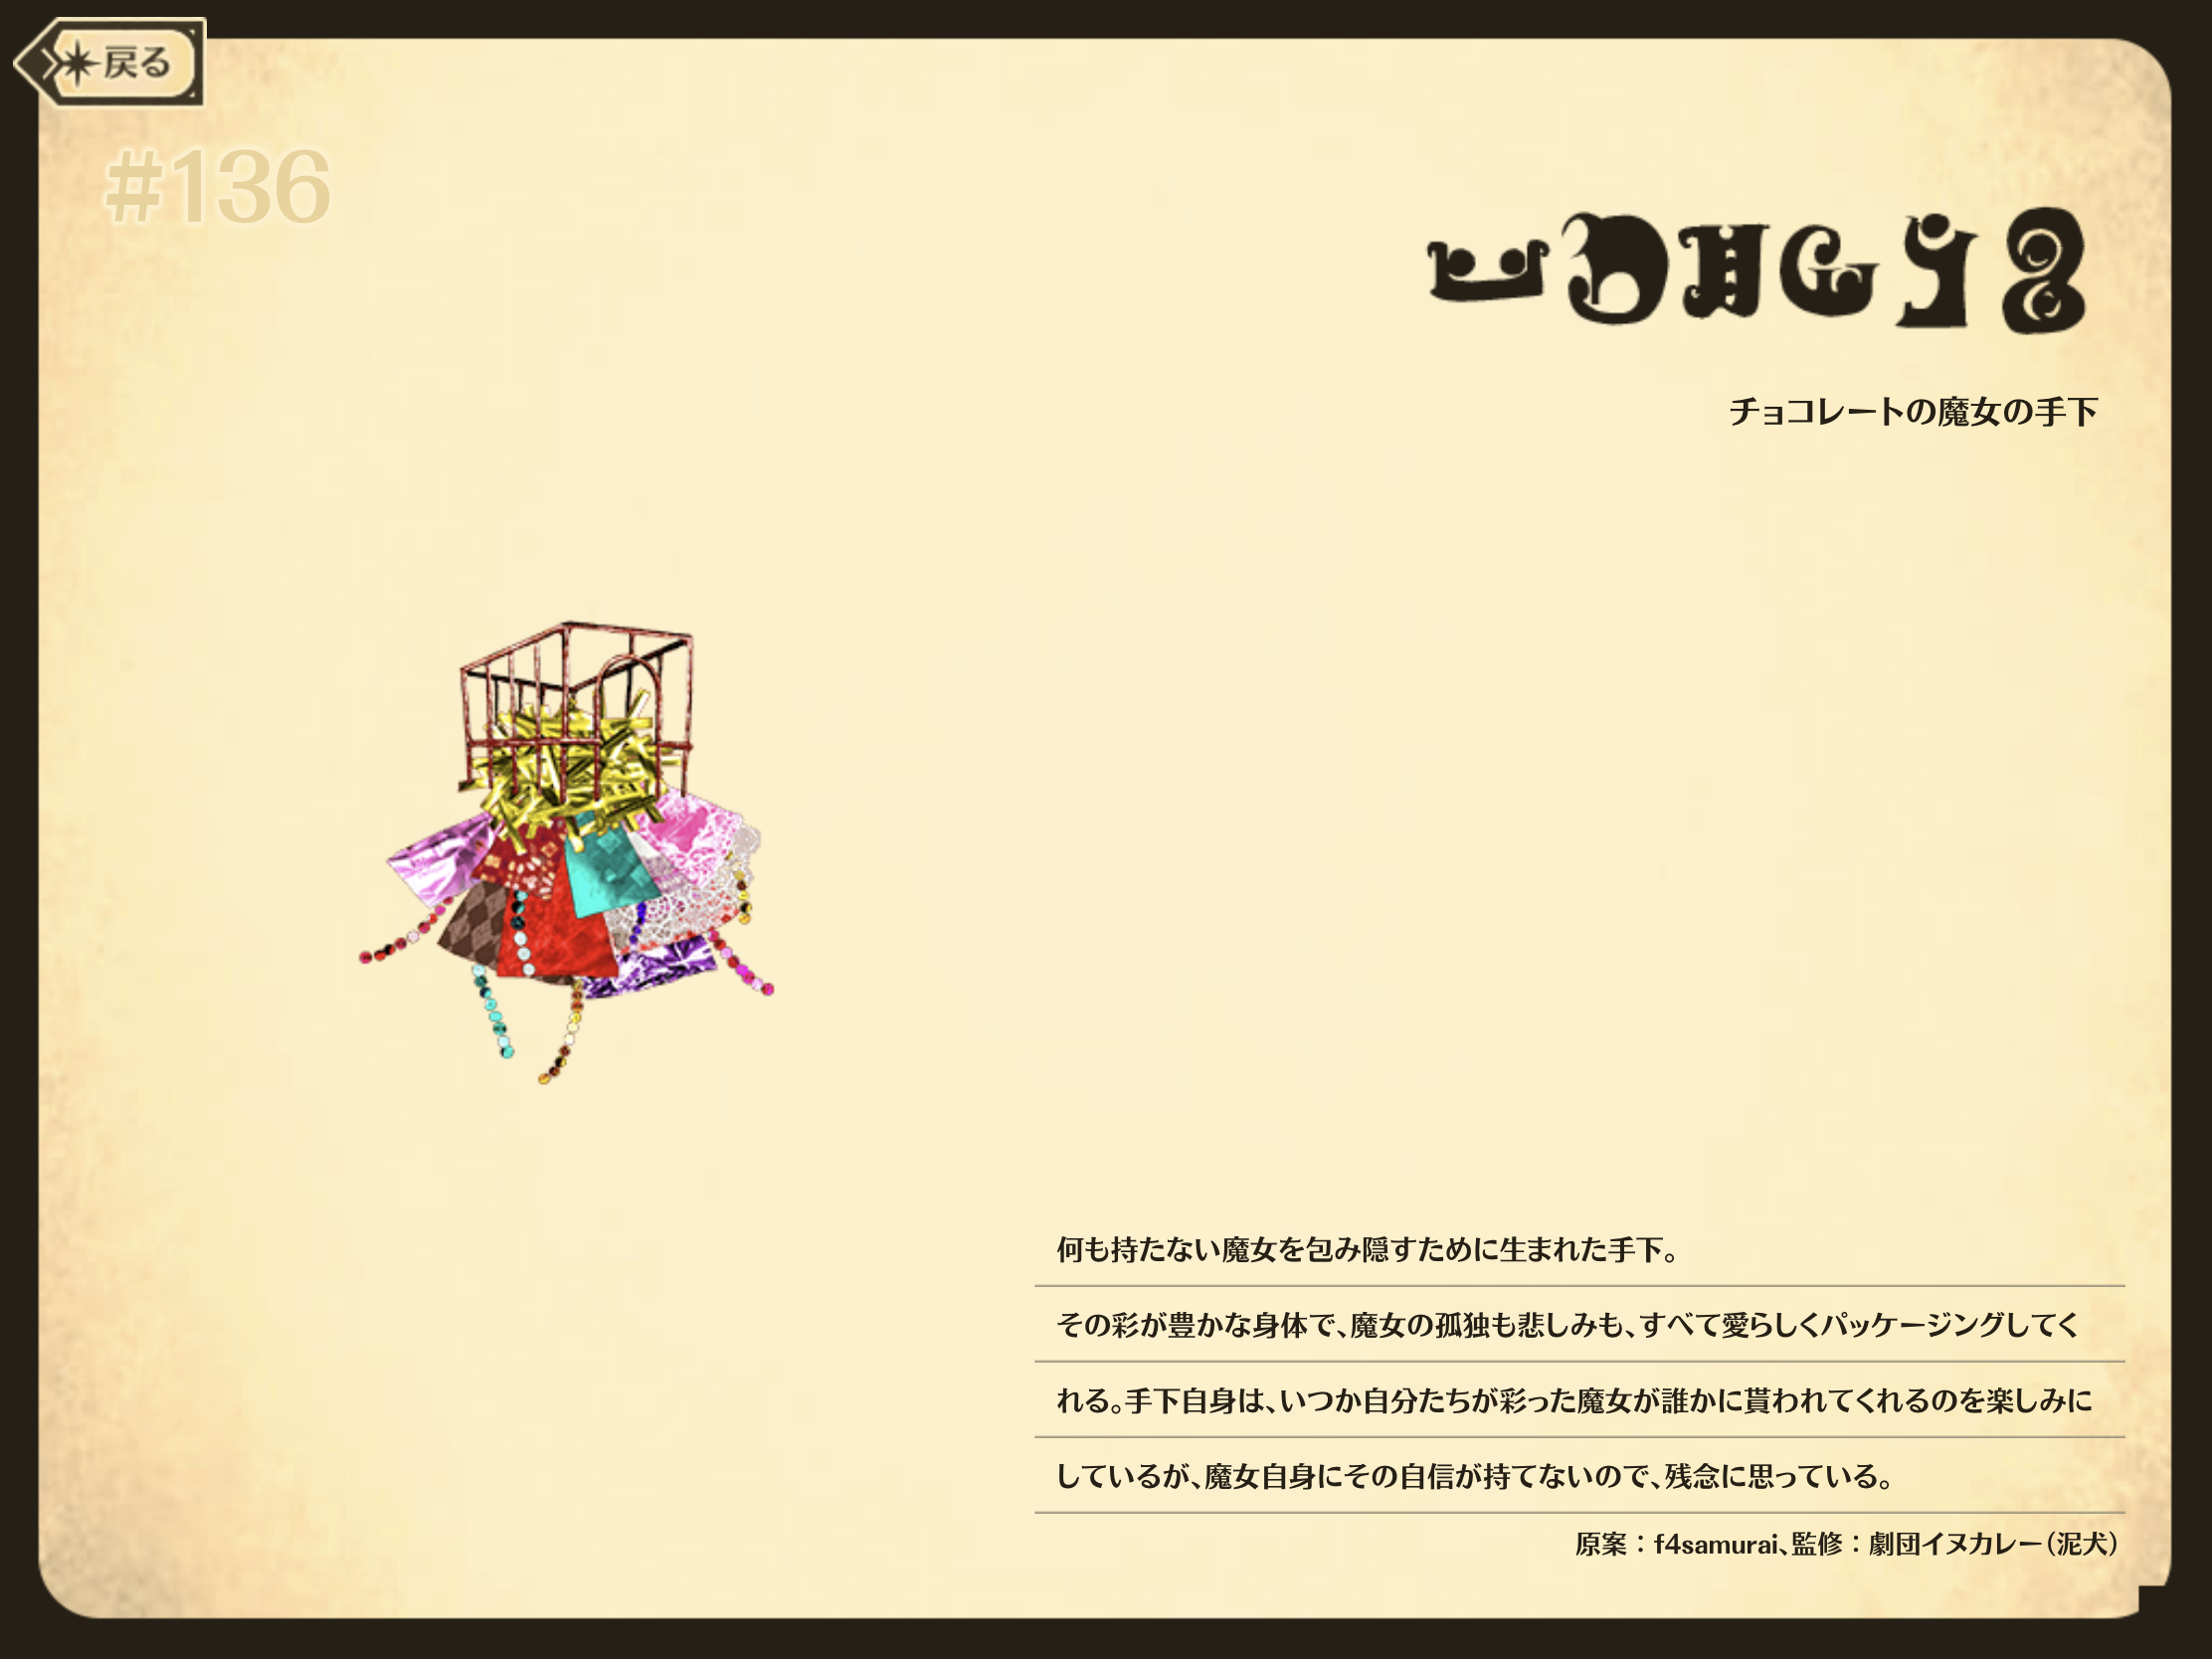 戻る
#136
チョコレートの魔女の手下
何も持たない魔女を包み隠すために生まれた手下。
その彩が豊かな身体で、魔女の孤独も悲しみも、すべて愛らしくパッケージングしてく
れる。手下自身は、いつか自分たちが彩った魔女が誰かに貰われてくれるのを楽しみに
しているが、魔女自身にその自信が持てないので、残念に思っている。
原案：f4samurai、監修：劇団イヌカレー（泥犬）